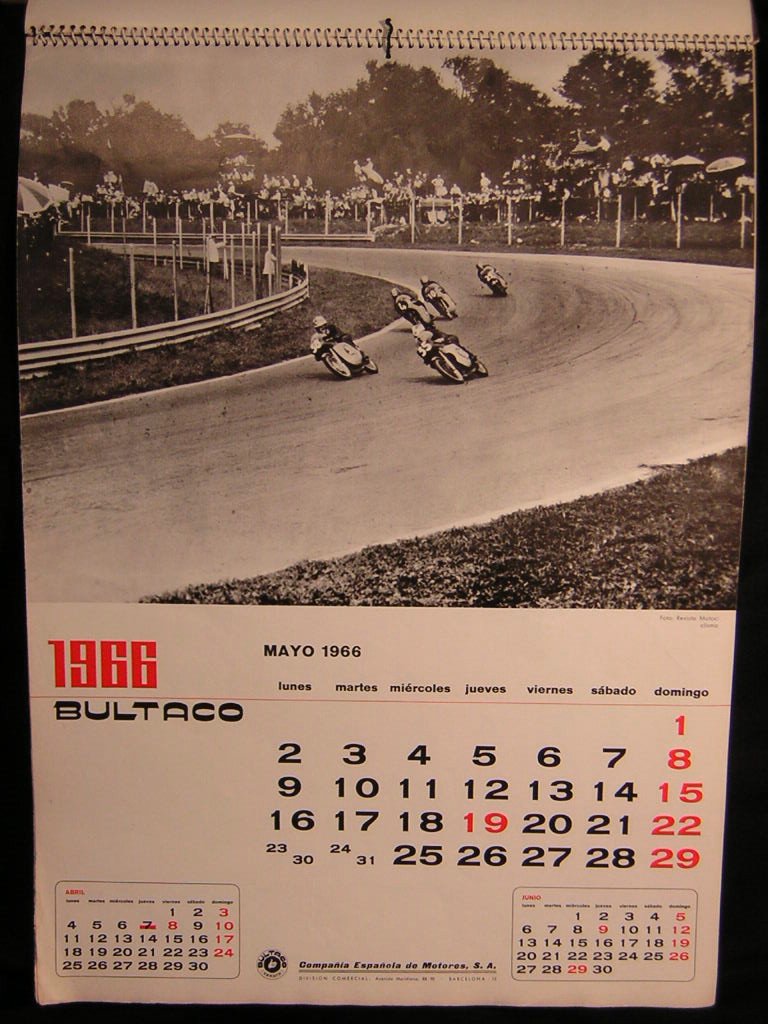 Foto: Revista Motoci-
clismo
1966
BULTACO
MAYO 1966
lunes martes miércoles jueves viernes sábado domingo
1
2 3 4 5 6 7 8
9 10 11 12 13 14 15
16 17 18 19 20 21 22
23 30 24 31 25 26 27 28 29
ABRIL
lunes martes miércoles jueves viernes sábado domingo
1 2 3
4 5 6 7 8 9 10
11 12 13 14 15 16 17
18 19 20 21 22 23 24
25 26 27 28 29 30
BULTACO
Compañia Española de Motores, S. A.
DIVISION COMERCIAL: Avenida Meridiana, BARCELONA
JUNIO
lunes martes miércoles jueves viernes sábado domingo
1 2 3 4 5
6 7 8 9 10 11 12
13 14 15 16 17 18 19
20 21 22 23 24 25 26
27 28 29 30